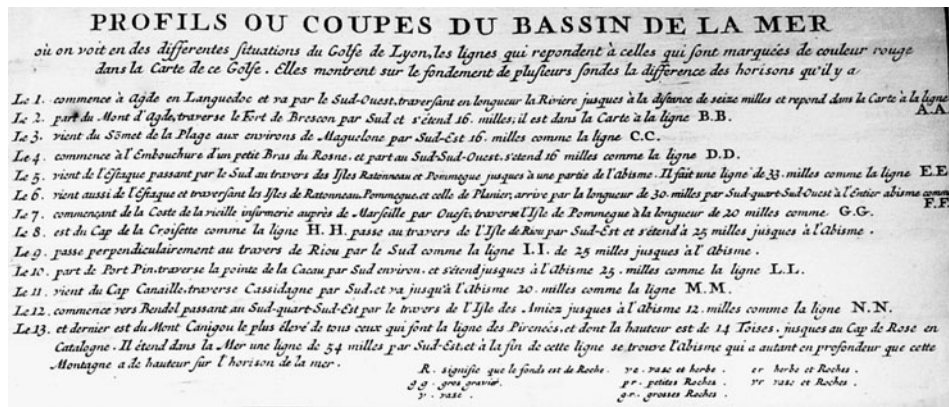 PROFILS OU COUPES DU BASSIN DE LA MER
où on voit en des differentes situations du Golfe de Lyon, les lignes qui repondent à celles qui sont marquées de couleur rouge
dans la Carte de ce Golfe. Elles montrent sur le fondement de plusieurs sondes la difference des horisons qu'il y a
Le 1. commence à Agde en Languedoc et va par le Sud-Ouest, traversant en longueur la Riviere jusques à la distance de seize milles et repond dans la Carte à la ligne A.A.
Le 2. part du Mont d'Agde, traverse le Fort de Brescon par Sud et s'étend 16. milles; il est dans la Carte à la ligne B.B.
Le 3. vient du Sõmet de la Plage aux environs de Maguelone par Sud-Est 16. milles comme la ligne C.C.
Le 4. commence à l'Embouchure d'un petit Bras du Rosne. et part au Sud-Sud-Ouest. s'etend 16 milles comme la ligne D.D.
Le 5. vient de l'Estaque passant par le Sud au travers des Isles Ratonneau et Pommegue jusques à une partie de l'Abisme. Il fait une ligne de 33. milles comme la ligne E.E
Le 6. vient aussi de l'Estaque et traversant les Isles de Ratonneau, Pommegue, et celle de Planier, arrive par la longueur de 30. milles par Sud-quart-Sud-Ouest à l'Entier abisme comme F.F.
Le 7. commençant de la Coste de la vieille infirmerie auprès de Marseille par Ouest, traverse l'Isle de Pommegue à la longueur de 20 milles comme G.G.
Le 8. est du Cap de la Croisette comme la ligne H.H. passe au travers de l'Isle de Riou par Sud-Est et s'étend à 25 milles jusques à l'Abisme.
Le 9. passe perpendiculairement au travers de Riou par le Sud comme la ligne I.I. de 25 milles jusques à l'Abisme.
Le 10. part de Port Pin, traverse la pointe de la Cacau par Sud environ. et s'étend jusques à l'Abisme 25. milles comme la ligne L.L.
Le 11. vient du Cap Canaille, traverse Cassidagne par Sud, et va jusqu'à l'Abisme 20. milles comme la ligne M.M.
Le 12. commence vers Bendol passant au Sud-quart-Sud-Est par le travers de l'Isle des Amiez jusques à l'Abisme 12. milles comme la ligne N.N.
Le 13. et dernier est du Mont Canigou le plus élevé de tous ceux qui font la ligne des Pirenées, et dont la hauteur est de 14 Toises. jusques au Cap de Rose en
Catalogne. Il étend dans la Mer une ligne de 54 milles par Sud-Est, et à la fin de cette ligne se trouve l'Abisme qui a autant en profondeur que cette
Montagne a de hauteur sur l'horison de la mer.
R. signifie que le fonds est de Roche. ve. vase et herbe. er herbe et Roches.
gg. gros gravier. pr. petites Roches. vr vase et Roches.
v. vase. gr. grosses Roches.